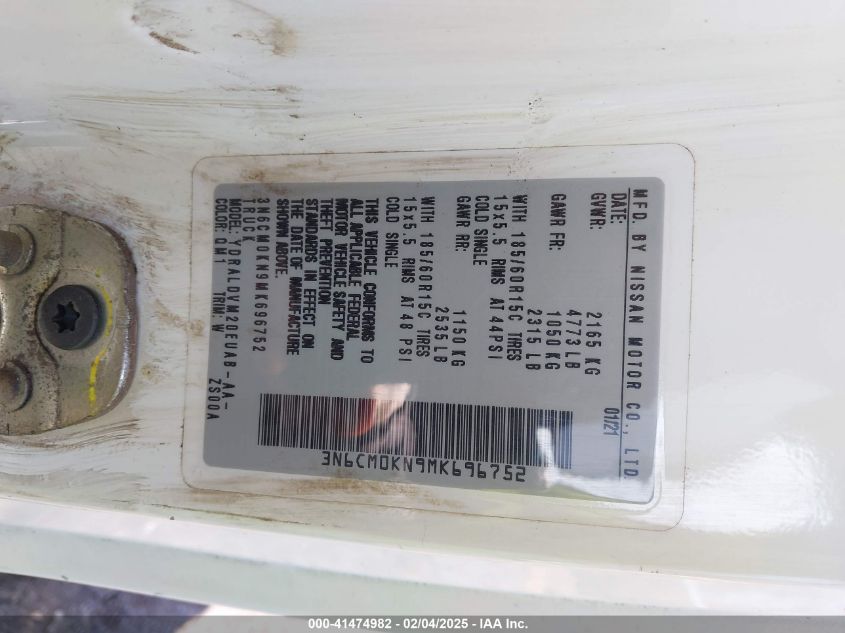 MFD. BY NISSAN MOTOR CO., LTD
DATE: 01/21
GVWR: 2165 KG
4773 LB
GAWR FR: 1050 KG
2315 LB
WITH 185/60R15C TIRES
15x5.5 RIMS AT 44PSI
COLD SINGLE
GAWR RR: 1150 KG
2535 LB
WITH 185/60R15C TIRES
15x5.5 RIMS AT 48 PSI
COLD SINGLE
THIS VEHICLE CONFORMS TO
ALL APPLICABLE FEDERAL
MOTOR VEHICLE SAFETY AND
THEFT PREVENTION
STANDARDS IN EFFECT ON
THE DATE OF MANUFACTURE
SHOWN ABOVE.
3N6CM0KN9MK696752
TRUCK
MODEL: YDRALDVM20EUAB-AA-
ZS00A
COLOR: QM1 TRIM: W
3N6CM0KN9MK696752
000-41474982 - 02/04/2025 - IAA Inc.